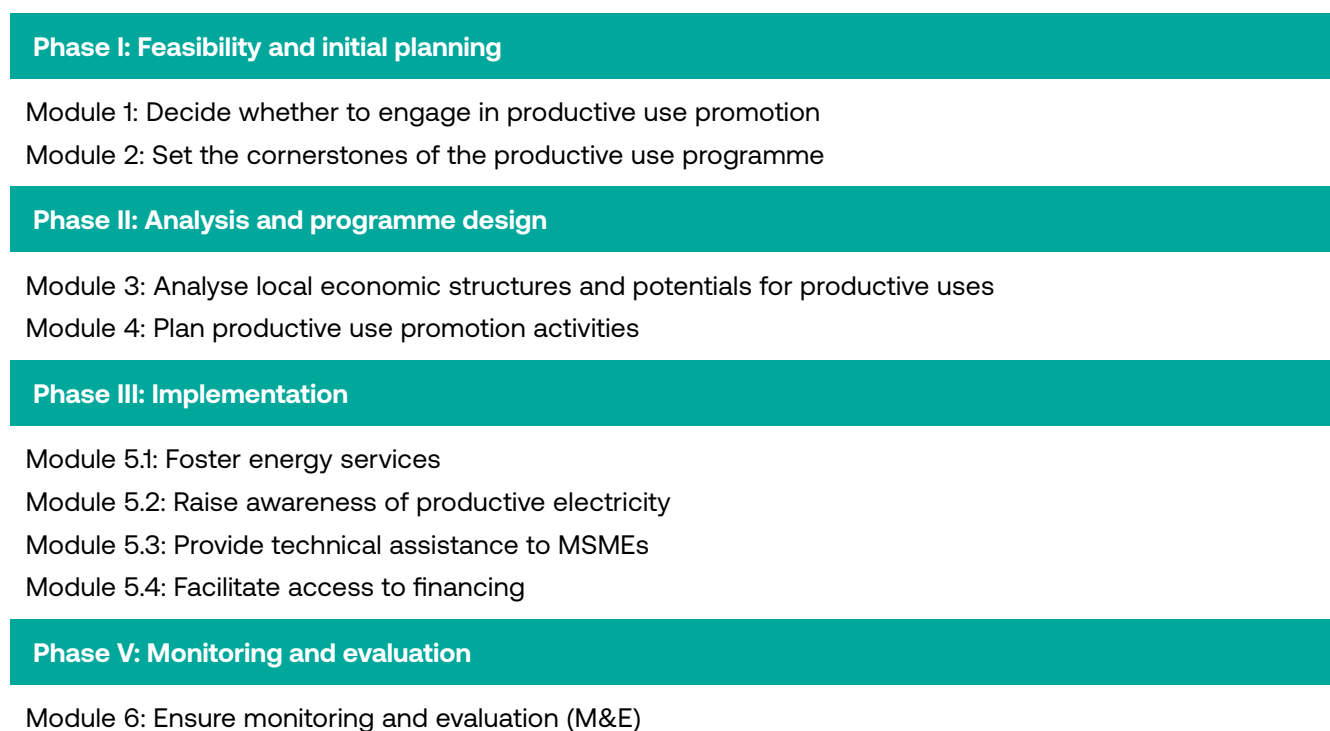 Phase I: Feasibility and initial planning
Module 1: Decide whether to engage in productive use promotion
Module 2: Set the cornerstones of the productive use programme
Phase II: Analysis and programme design
Module 3: Analyse local economic structures and potentials for productive uses
Module 4: Plan productive use promotion activities
Phase III: Implementation
Module 5.1: Foster energy services
Module 5.2: Raise awareness of productive electricity
Module 5.3: Provide technical assistance to MSMEs
Module 5.4: Facilitate access to financing
Phase V: Monitoring and evaluation
Module 6: Ensure monitoring and evaluation (M&E)